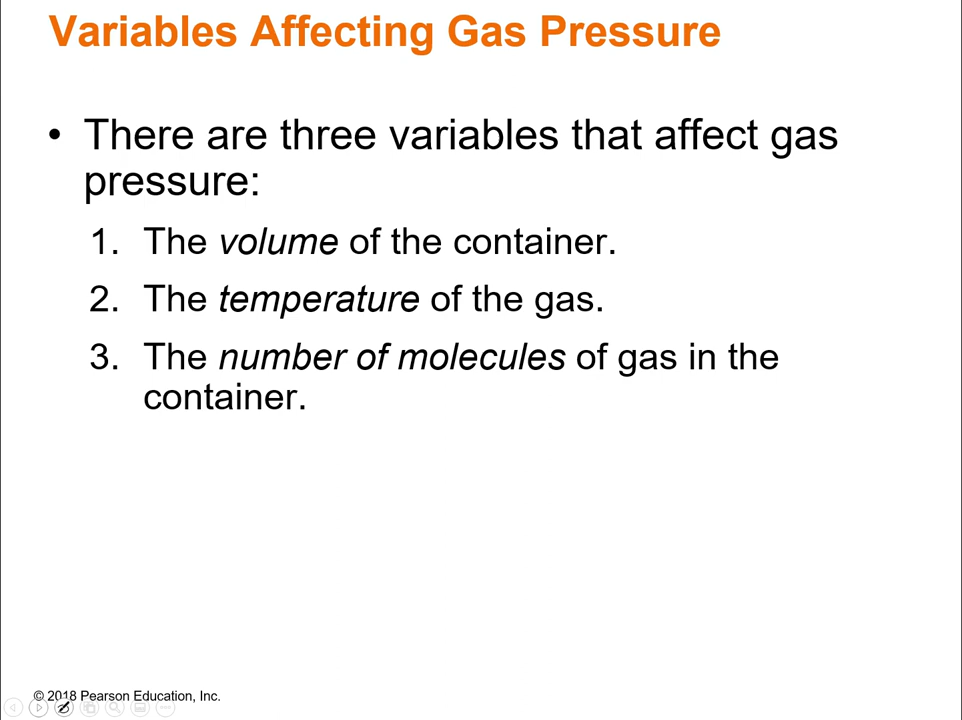 Variables Affecting Gas Pressure
• There are three variables that affect gas
pressure:
1. The volume of the container.
2. The temperature of the gas.
3. The number of molecules of gas in the
container.
© 2018 Pearson Education, Inc.